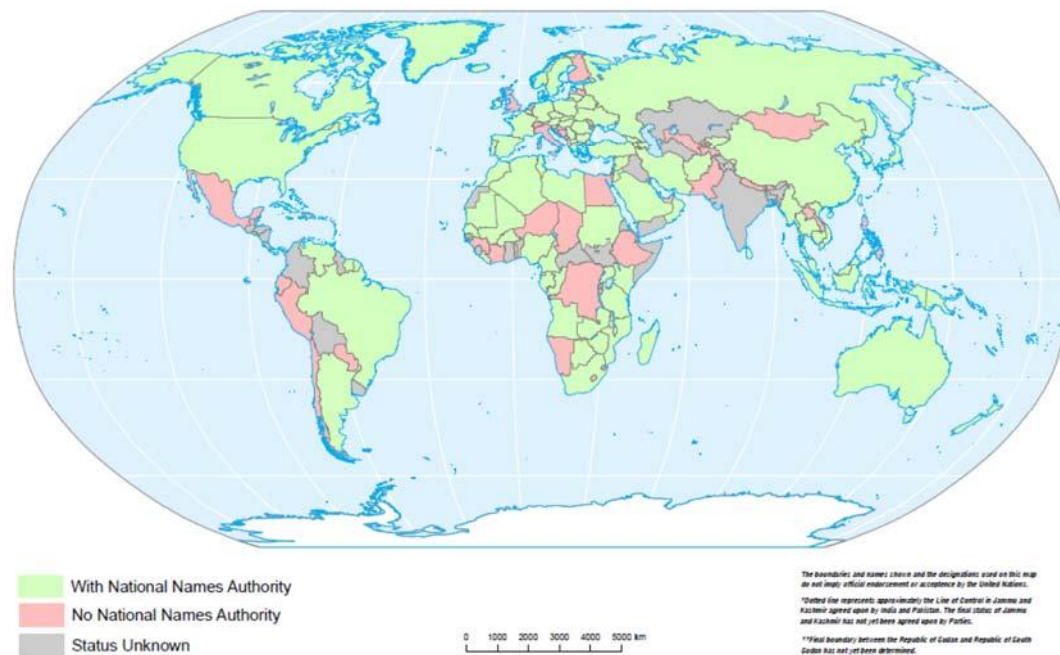 With National Names Authority
No National Names Authority
Status Unknown
0 1000 2000 3000 4000 5000 km
The boundaries and names shown and the designations used on this map
do not imply official endorsement or acceptance by the United Nations.
*Dotted line represents approximately the Line of Control in Jammu and
Kashmir agreed upon by India and Pakistan. The final status of Jammu
and Kashmir has not yet been agreed upon by Parties.
**Final boundary between the Republic of Sudan and Republic of South
Sudan has not yet been determined.